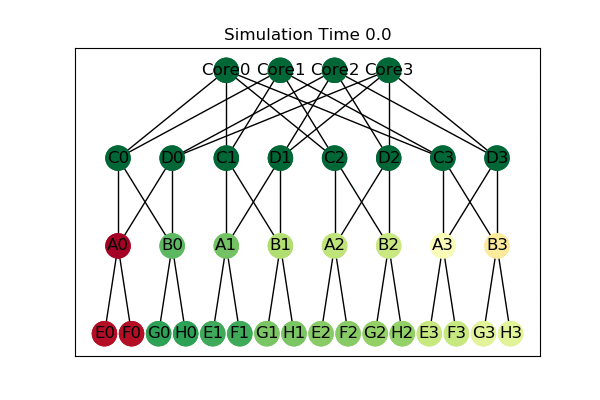 Simulation Time 0.0
Core0 Core1 Core2 Core3
C0 D0 C1 D1 C2 D2 C3 D3
A0 B0 A1 B1 A2 B2 A3 B3
E0 F0 G0 H0 E1 F1 G1 H1 E2 F2 G2 H2 E3 F3 G3 H3